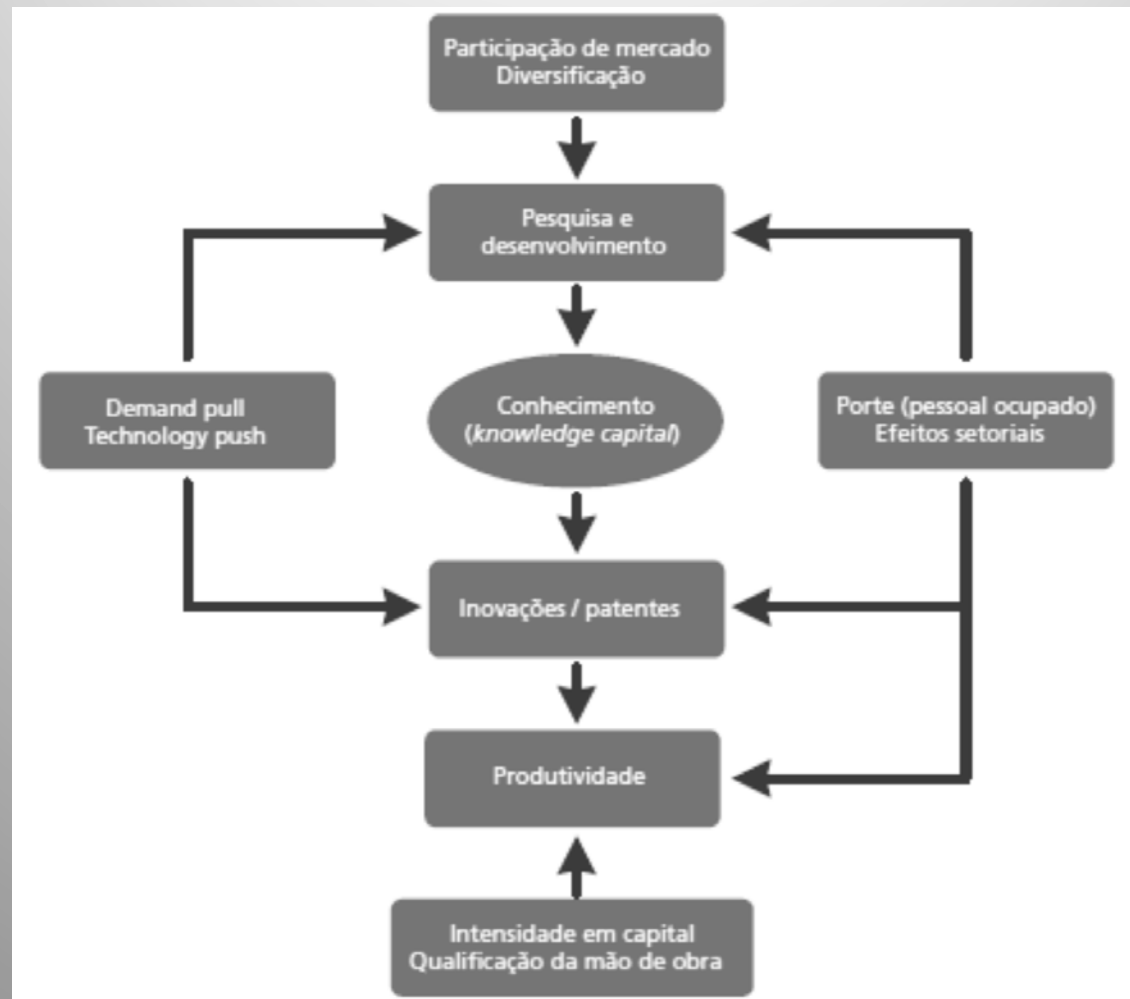 Participação de mercado
Diversificação
Pesquisa e
desenvolvimento
Demand pull
Technology push
Conhecimento
(knowledge capital)
Porte (pessoal ocupado)
Efeitos setoriais
Inovações / patentes
Produtividade
Intensidade em capital
Qualificação da mão de obra